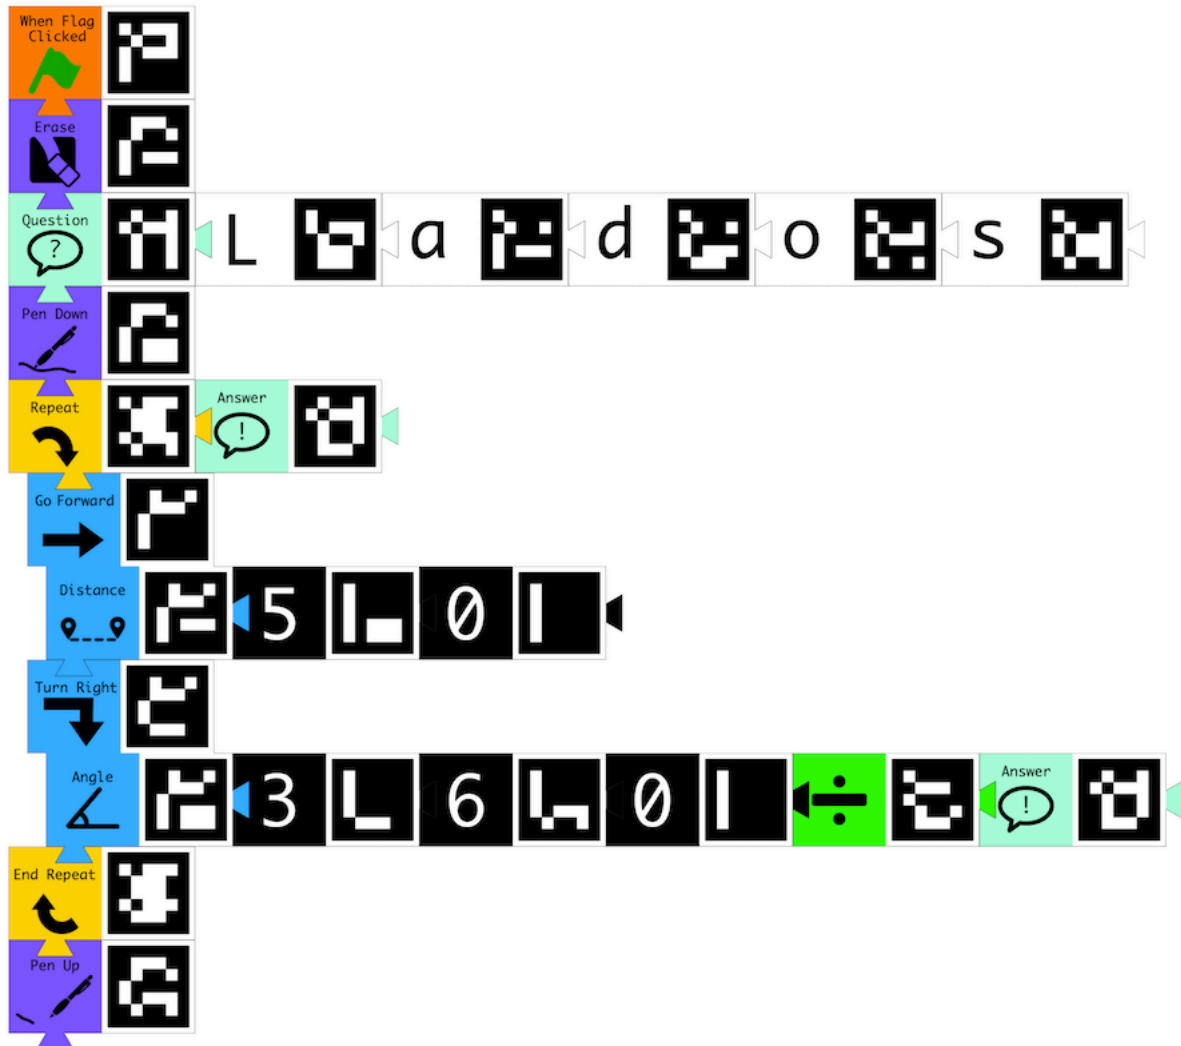 When Flag
Clicked
Erase
Question
?
L a d o s
Pen Down
Repeat
Answer
!
Go Forward
Distance
5 0
Turn Right
Angle
3 6 0 ÷
Answer
!
End Repeat
Pen Up